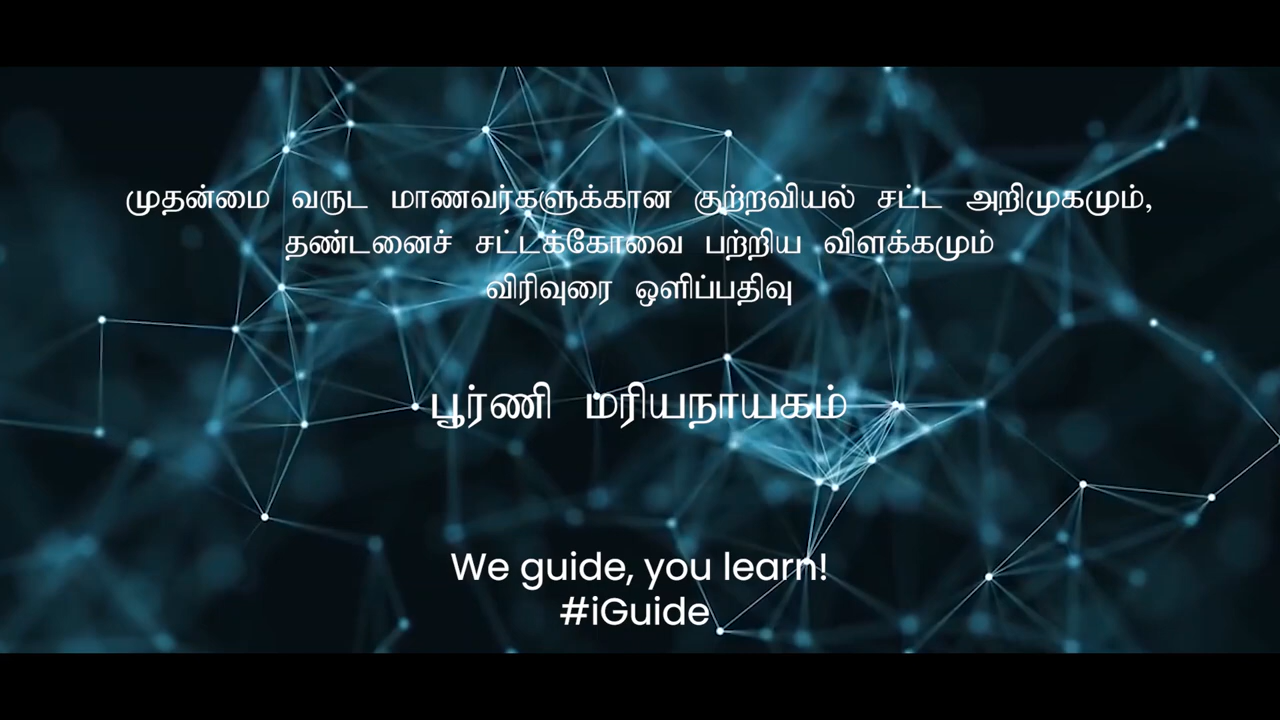 முதன்மை வருட மாணவர்களுக்கான குற்றவியல் சட்ட அறிமுகமும்,
தண்டனைச் சட்டக்கோவை பற்றிய விளக்கமும்
விரிவுரை ஒளிப்பதிவு
பூர்ணி மரியநாயகம்
We guide, you learn!
#iGuide